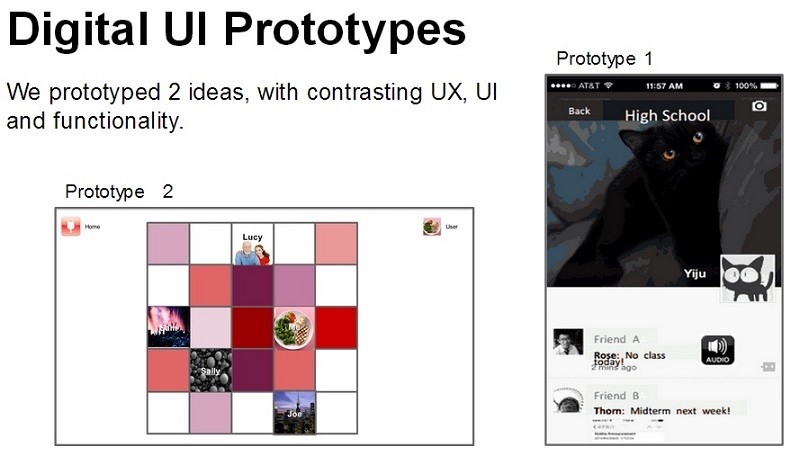 Digital UI Prototypes
We prototyped 2 ideas, with contrasting UX, UI
and functionality.
Prototype 2
Home
User
Lucy
Me
Sally
Joe
Prototype 1
AT&T 11:57 AM 100%
Back
High School
Yiju
Friend A
Rose: No class
today!
2 mins ago
AUDIO
Friend B
Thorn: Midterm next week!